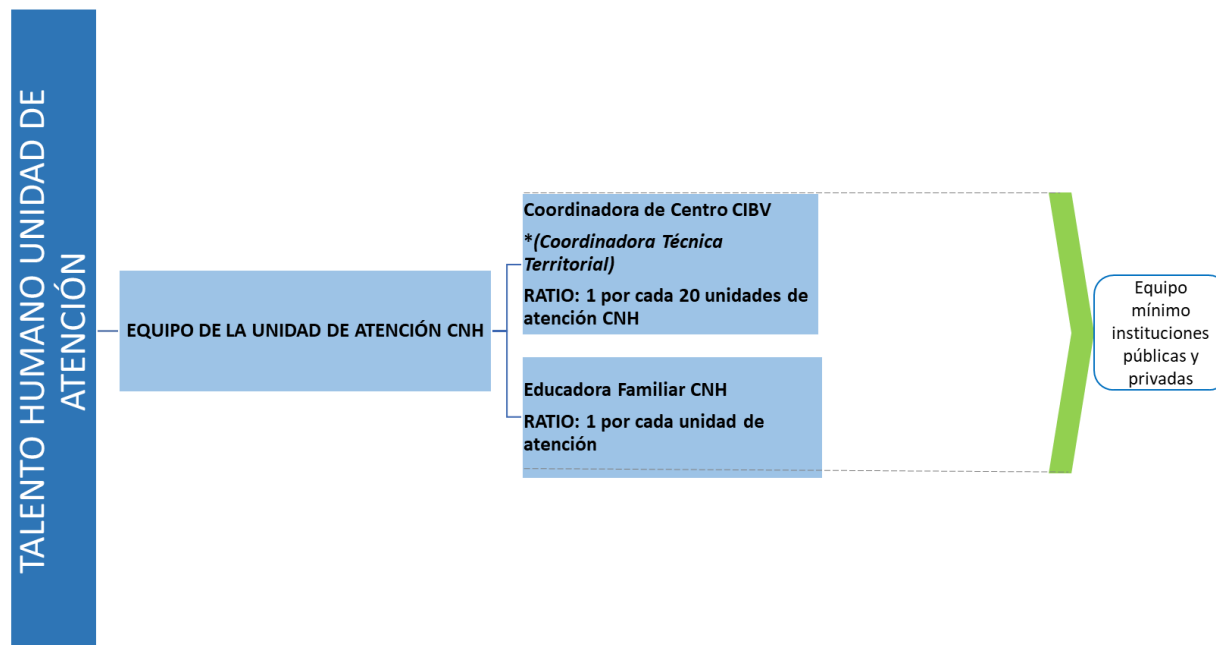 TALENTO HUMANO UNIDAD DE
ATENCIÓN
EQUIPO DE LA UNIDAD DE ATENCIÓN CNH
Coordinadora de Centro CIBV
*(Coordinadora Técnica
Territorial)
RATIO: 1 por cada 20 unidades de
atención CNH
Educadora Familiar CNH
RATIO: 1 por cada unidad de
atención
Equipo
mínimo
instituciones
públicas y
privadas